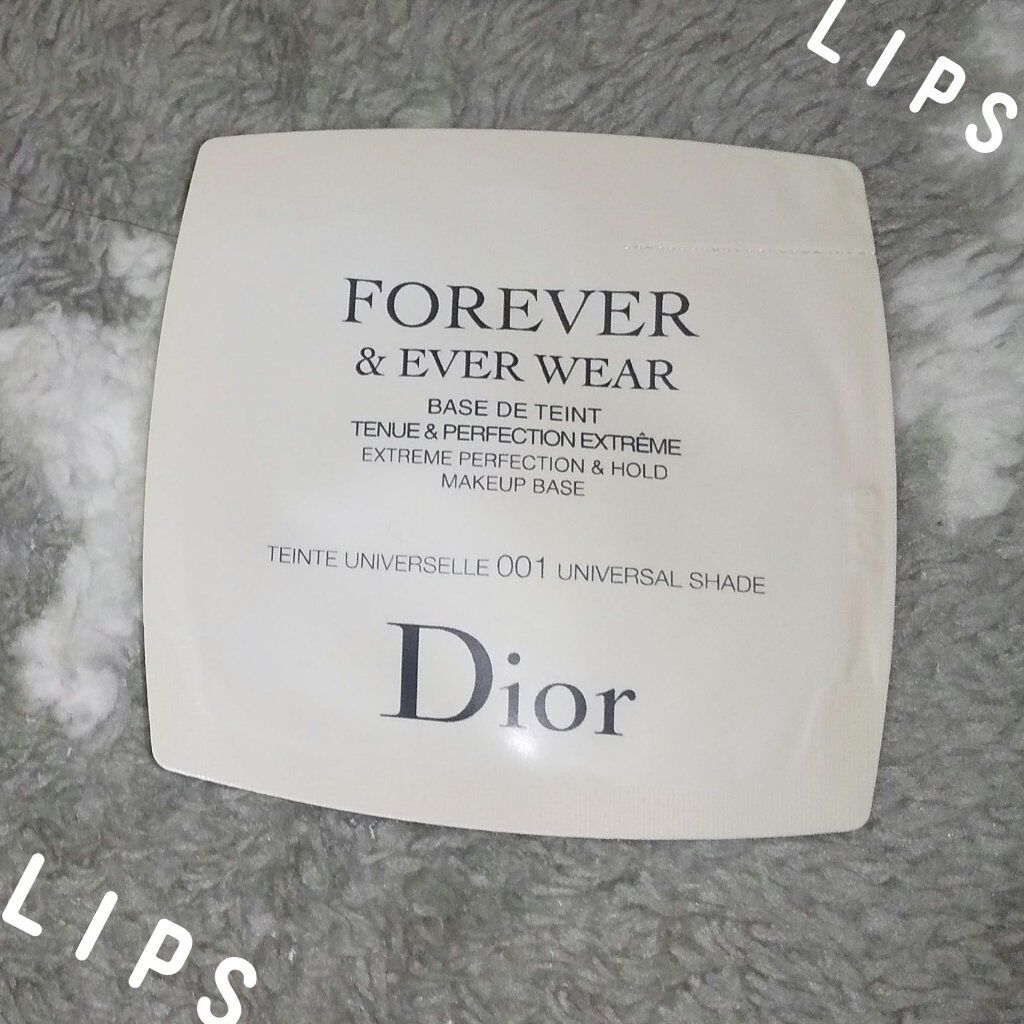 LIPS
FOREVER
& EVER WEAR
BASE DE TEINT
TENUE & PERFECTION EXTRÊME
EXTREME PERFECTION & HOLD
MAKEUP BASE
TEINTE UNIVERSELLE 001 UNIVERSAL SHADE
Dior
LIPS